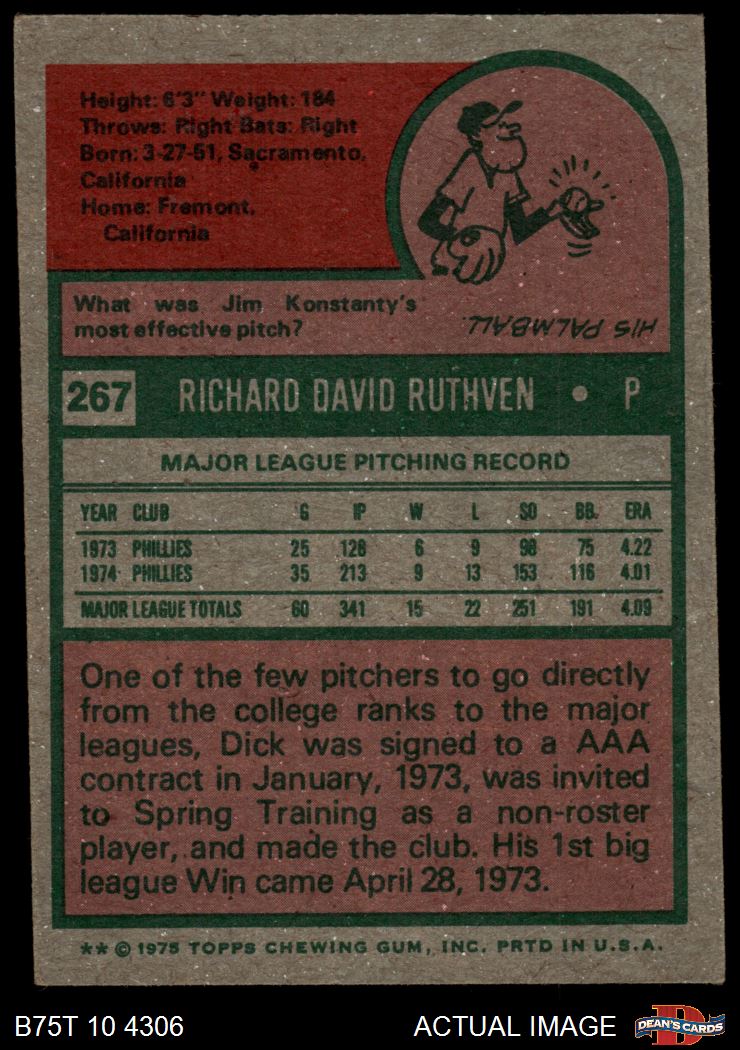 Height: 6'3" Weight: 184
Throws: Right Bats: Right
Born: 3-27-51, Sacramento,
California
Home: Fremont,
California
What was Jim Konstanty's
most effective pitch?
HIS PALMBALL.
267 RICHARD DAVID RUTHVEN • P
MAJOR LEAGUE PITCHING RECORD
YEAR CLUB G IP W L SO BB. ERA
1973 PHILLIES 25 128 6 9 98 75 4.22
1974 PHILLIES 35 213 9 13 153 116 4.01
MAJOR LEAGUE TOTALS 60 341 15 22 251 191 4.09
One of the few pitchers to go directly
from the college ranks to the major
leagues, Dick was signed to a AAA
contract in January, 1973, was invited
to Spring Training as a non-roster
player, and made the club. His 1st big
league Win came April 28, 1973.
** © 1975 TOPPS CHEWING GUM, INC. PRTD IN U.S.A.
B75T 10 4306 ACTUAL IMAGE D DEAN'S CARDS